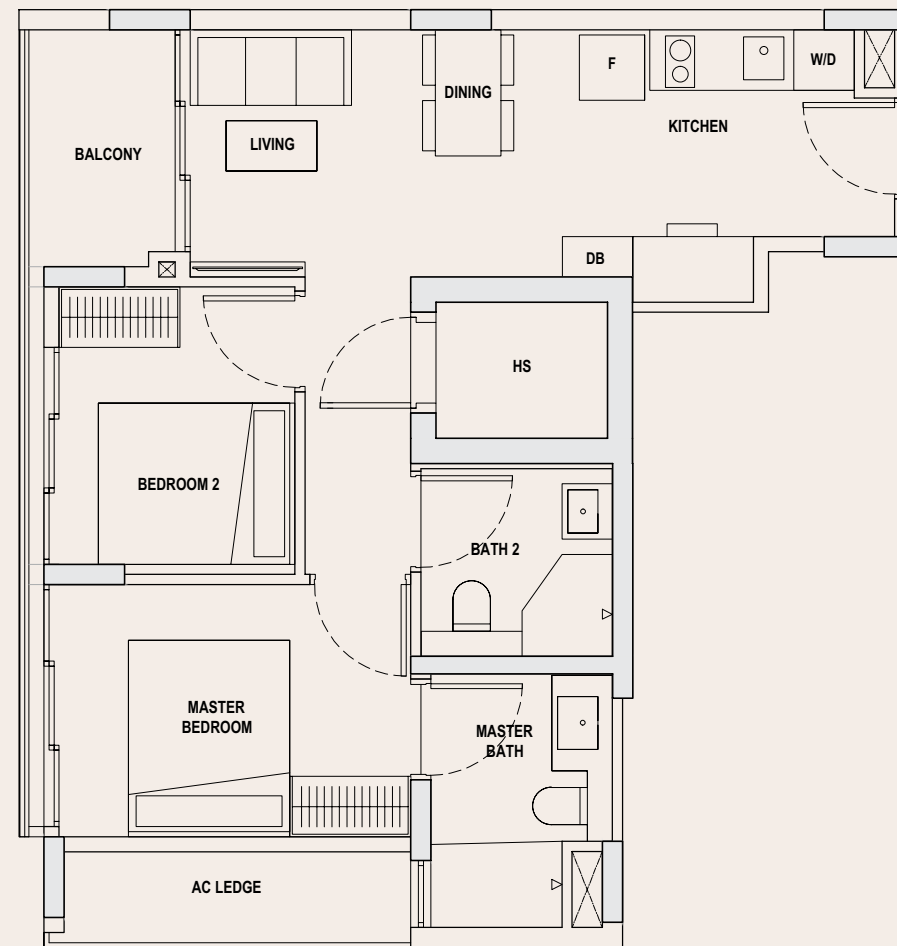 F
W/D
DINING
KITCHEN
LIVING
BALCONY
DB
HS
BEDROOM 2
BATH 2
MASTER
BEDROOM
MASTER
BATH
AC LEDGE